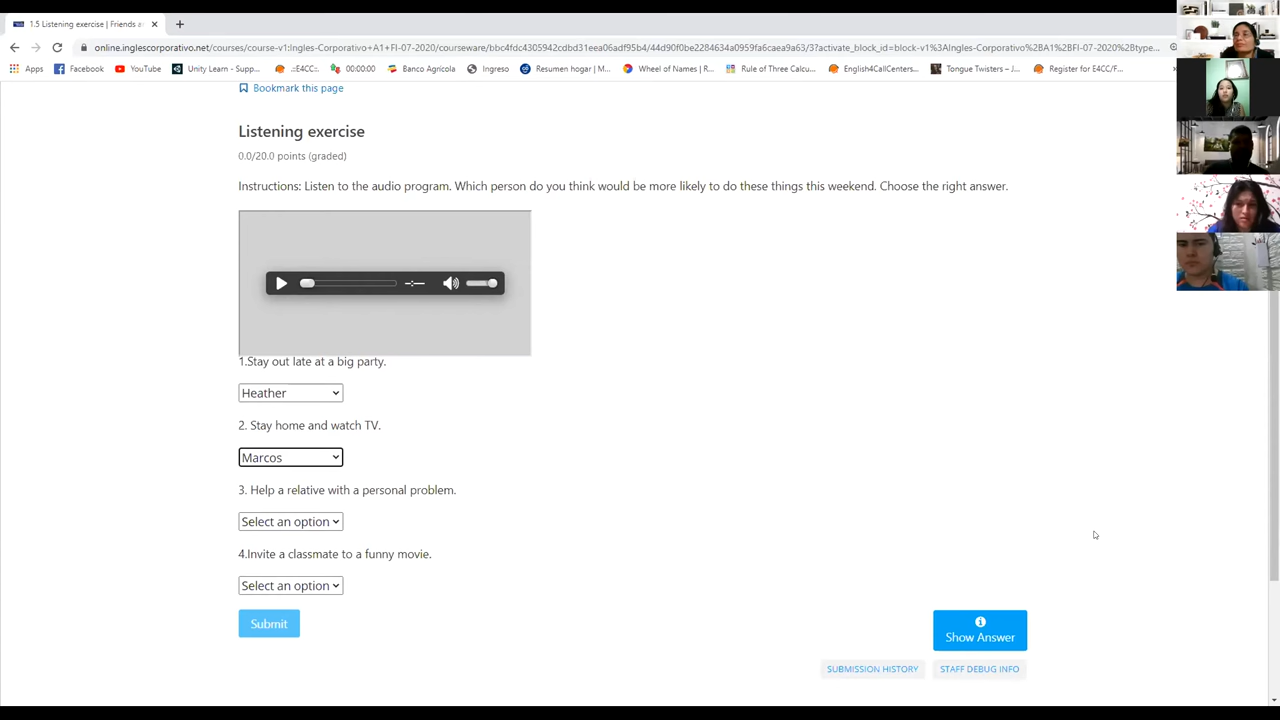 1.5 Listening exercise | Friends a
online.inglescorporativo.net/courses/course-v1:Ingles-Corporativo+A1+FI-07-2020/courseware/bbc4fdc4305942cdbd31eea06adf95b4/44d90f0be2284634a0959fa6caa9a623/?activate_block_id=block-v1%3AIngles-Corporativo%2BA1%2BFI-07-2020%2Btype...
Apps Facebook YouTube Unity Learn - Supp... .::E4CC:. 00:00:00 Banco Agrícola Ingreso Resumen hogar | M... Wheel of Names | R... Rule of Three Calcu... English4CallCenters... Tongue Twisters – J... Register for E4CC/F...
Bookmark this page
Listening exercise
0.0/20.0 points (graded)
Instructions: Listen to the audio program. Which person do you think would be more likely to do these things this weekend. Choose the right answer.
1.Stay out late at a big party.
Heather
2. Stay home and watch TV.
Marcos
3. Help a relative with a personal problem.
Select an option
4.Invite a classmate to a funny movie.
Select an option
Submit
Show Answer
SUBMISSION HISTORY STAFF DEBUG INFO